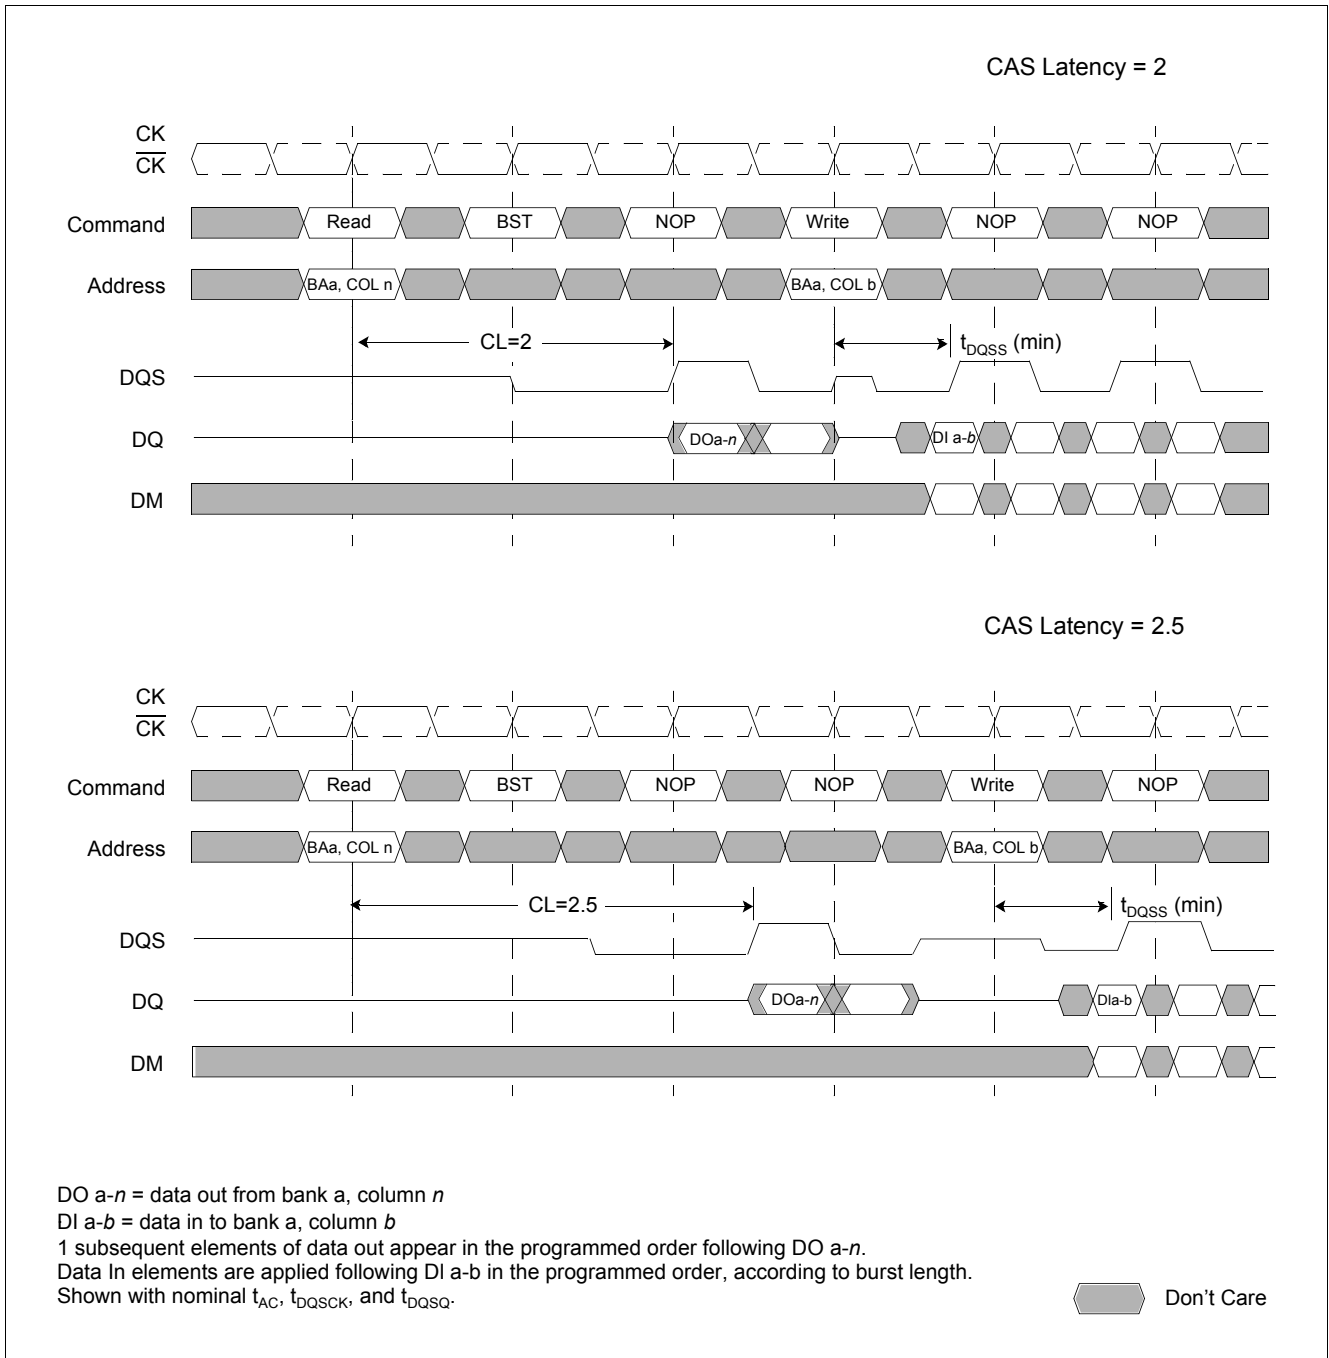 CAS Latency = 2
CK
CK
Command Read BST NOP Write NOP NOP
Address BAa, COL n BAa, COL b
CL=2 tDQSS (min)
DQS
DQ DOa-n DI a-b
DM
CAS Latency = 2.5
CK
CK
Command Read BST NOP NOP Write NOP
Address BAa, COL n BAa, COL b
CL=2.5 tDQSS (min)
DQS
DQ DOa-n DIa-b
DM
DO a-n = data out from bank a, column n
DI a-b = data in to bank a, column b
1 subsequent elements of data out appear in the programmed order following DO a-n.
Data In elements are applied following DI a-b in the programmed order, according to burst length.
Shown with nominal tAC, tDQSCK, and tDQSQ.
Don't Care